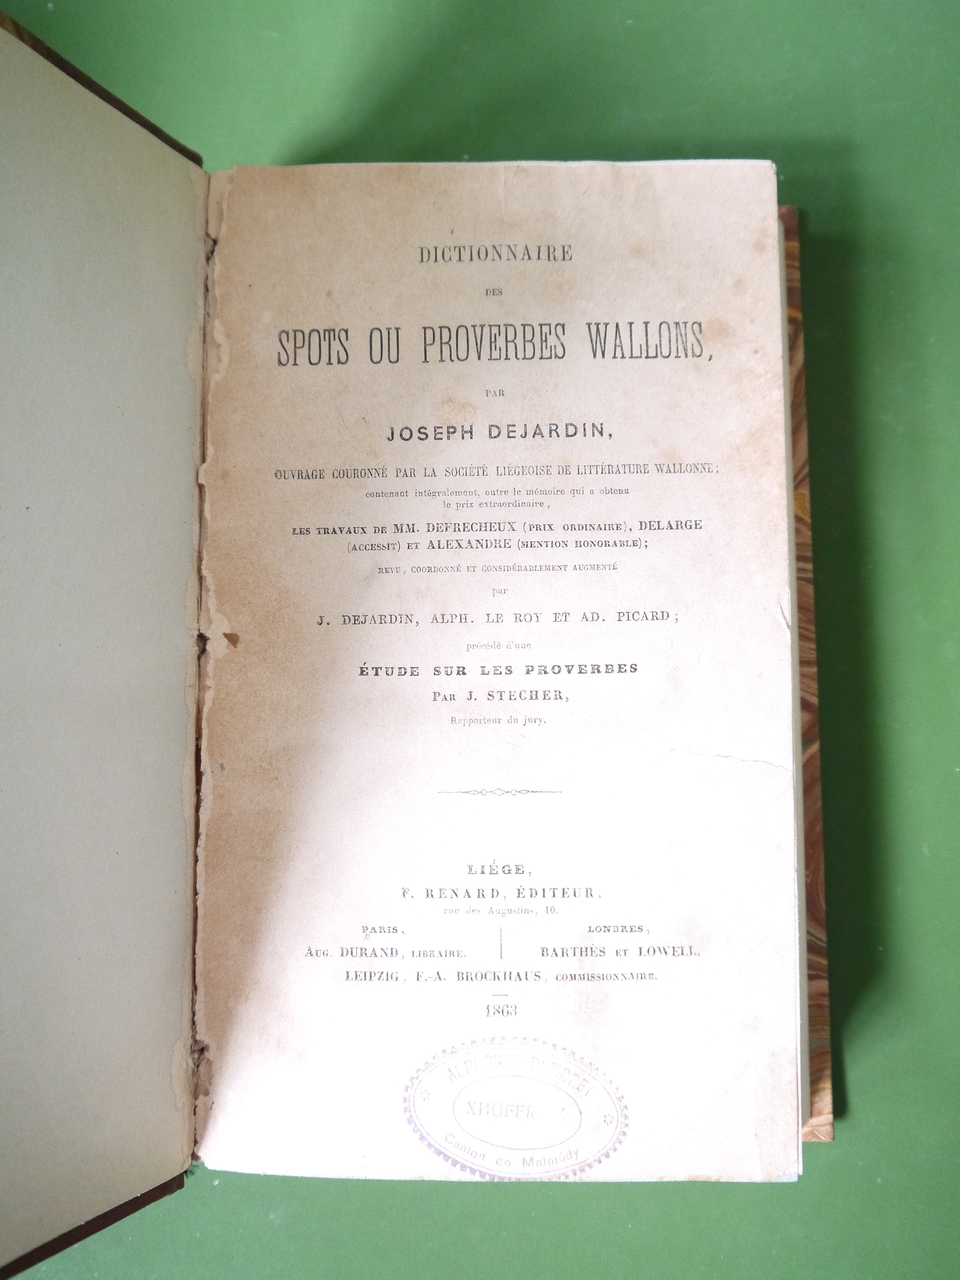 DICTIONNAIRE
DES
SPOTS OU PROVERBES WALLONS,
PAR
JOSEPH DEJARDIN,
OUVRAGE COURONNÉ PAR LA SOCIÉTÉ LIÉGEOISE DE LITTÉRATURE WALLONNE;
contenant intégralement, outre le mémoire qui a obtenu
le prix extraordinaire,
LES TRAVAUX DE MM. DEFRECHEUX (PRIX ORDINAIRE), DELARGE
(ACCESSIT) ET ALEXANDRE (MENTION HONORABLE);
REVU, COORDONNÉ ET CONSIDÉRABLEMENT AUGMENTÉ
par
J. DEJARDIN, ALPH. LE ROY ET AD. PICARD;
précédé d'une
ÉTUDE SUR LES PROVERBES
PAR J. STECHER,
Rapporteur du jury.
LIÉGE,
F. RENARD, ÉDITEUR,
rue des Augustins, 10.
PARIS,
AUG. DURAND, LIBRAIRE.
LONDRES,
BARTHÈS ET LOWELL,
LEIPZIG, F.-A. BROCKHAUS, COMMISSIONNAIRE.
1863
Canton de Malmédy